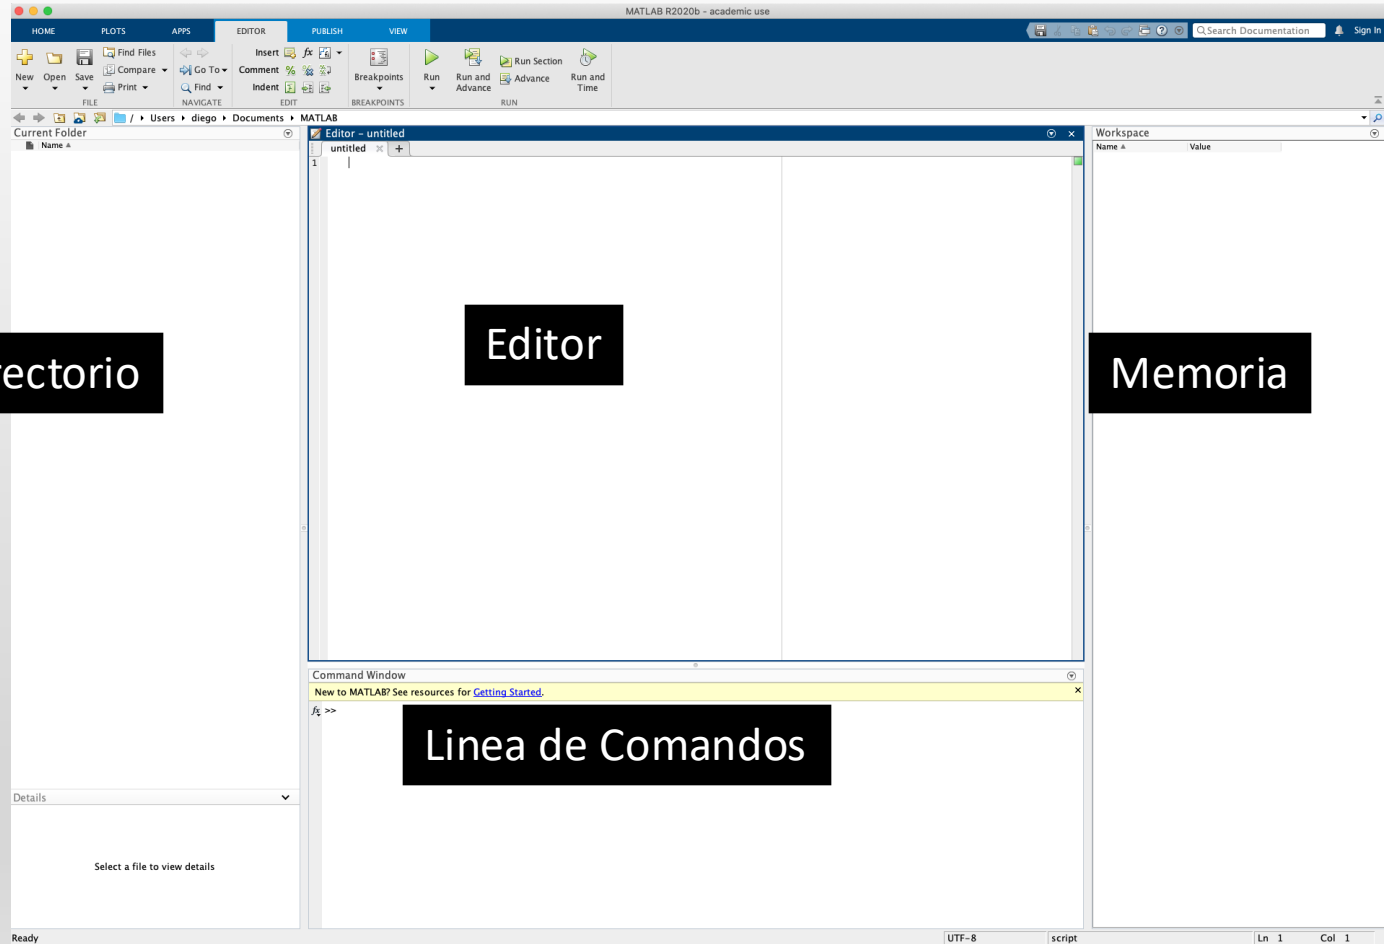 MATLAB R2020b - academic use
HOME PLOTS APPS EDITOR PUBLISH VIEW
Search Documentation Sign In
New Open Save
Find Files
Compare
Print
FILE
Go To
Find
NAVIGATE
Insert fx
Comment %
Indent
EDIT
Breakpoints
BREAKPOINTS
Run
Run and Advance
Run Section
Advance
Run and Time
RUN
/ Users diego Documents MATLAB
Current Folder
Name
Editor - untitled
untitled × +
1
Workspace
Name Value
ectorio
Editor
Memoria
Command Window
New to MATLAB? See resources for Getting Started.
fx >>
Linea de Comandos
Details
Select a file to view details
Ready
UTF-8 script Ln 1 Col 1